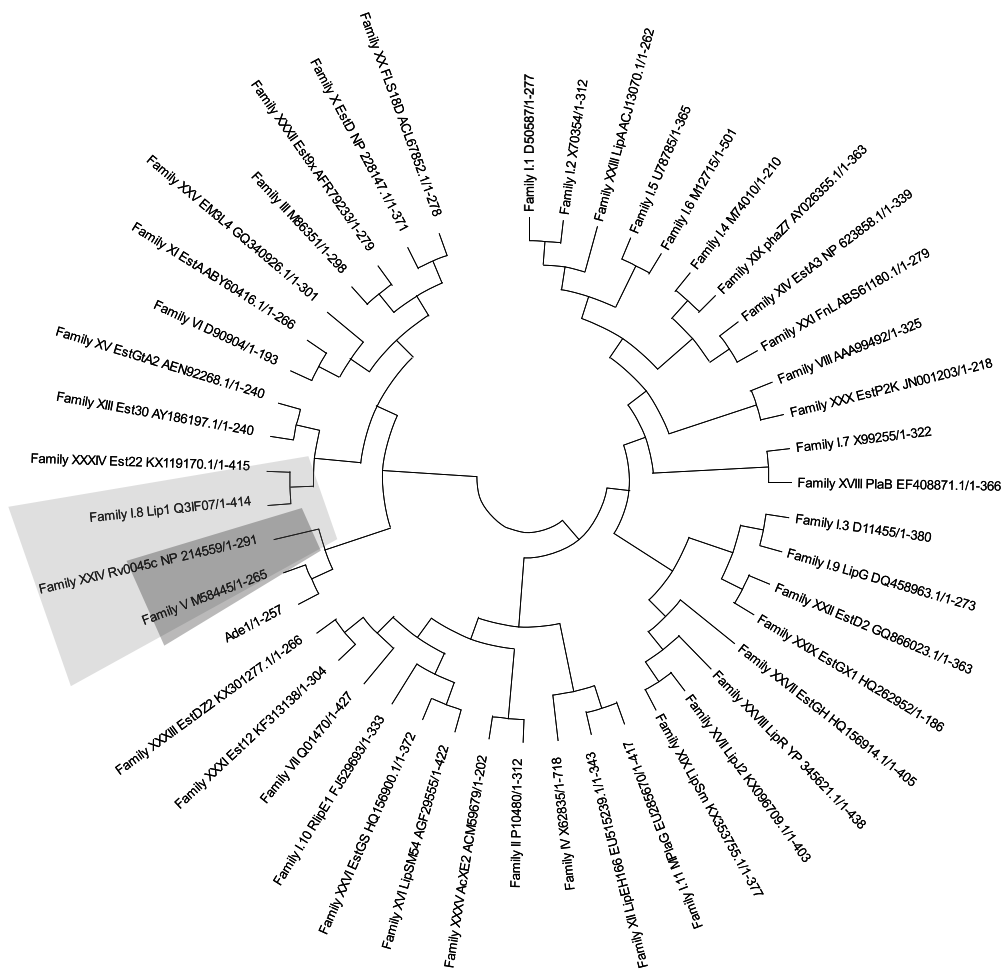 Family XX FLS18D ACL67852.1/1-278
Family I.1 D50587/1-277
Family I.2 X70354/1-312
Family XXIII LipA ACJ13070.1/1-262
Family I.5 U78785/1-365
Family I.6 M12715/1-501
Family I.4 M74010/1-210
Family XIX phaZ7 AY026355.1/1-363
Family XIV EstA3 NP 623858.1/1-339
Family XXI FnL ABS61180.1/1-279
Family VIII AAA99492/1-325
Family XXX EstP2K JN001203/1-218
Family I.7 X99255/1-322
Family XVIII PlaB EF408871.1/1-366
Family I.3 D11455/1-380
Family I.9 LipG DQ458963.1/1-273
Family XXII EstD2 GQ866023.1/1-363
Family XXIX EstGX1 HQ262952/1-186
Family XXVII EstGH HQ156914.1/1-405
Family XXVIII LipR YP 345621.1/1-438
Family XVII LipJ2 KX096709.1/1-403
Family XIX LipSm KX353755.1/1-377
Family I.11 MPlaG EU285670/1-417
Family XII LipEH166 EU515239.1/1-343
Family IV X62835/1-718
Family II P10480/1-312
Family XXXV AcXE2 ACM59679/1-202
Family XVI LipSM54 AGF29555/1-422
Family XXVI EstGS HQ156900.1/1-372
Family I.10 RlipE1 FJ529693/1-333
Family VII Q01470/1-427
Family XXXI Est12 KF313138/1-304
Family XXXIII EstDZ2 KX301277.1/1-266
Ade1/1-257
Family V M58445/1-265
Family XXIV Rv0045c NP 214559/1-291
Family I.8 Lip1 Q3IF07/1-414
Family XXXIV Est22 KX119170.1/1-415
Family XIII Est30 AY186197.1/1-240
Family XV EstGtA2 AEN92268.1/1-240
Family VI D90904/1-193
Family XI EstA ABY60416.1/1-266
Family XXV EM3L4 GQ340926.1/1-301
Family III M86351/1-298
Family XXXII Est9x AFR79233/1-279
Family X EstD NP 228147.1/1-371